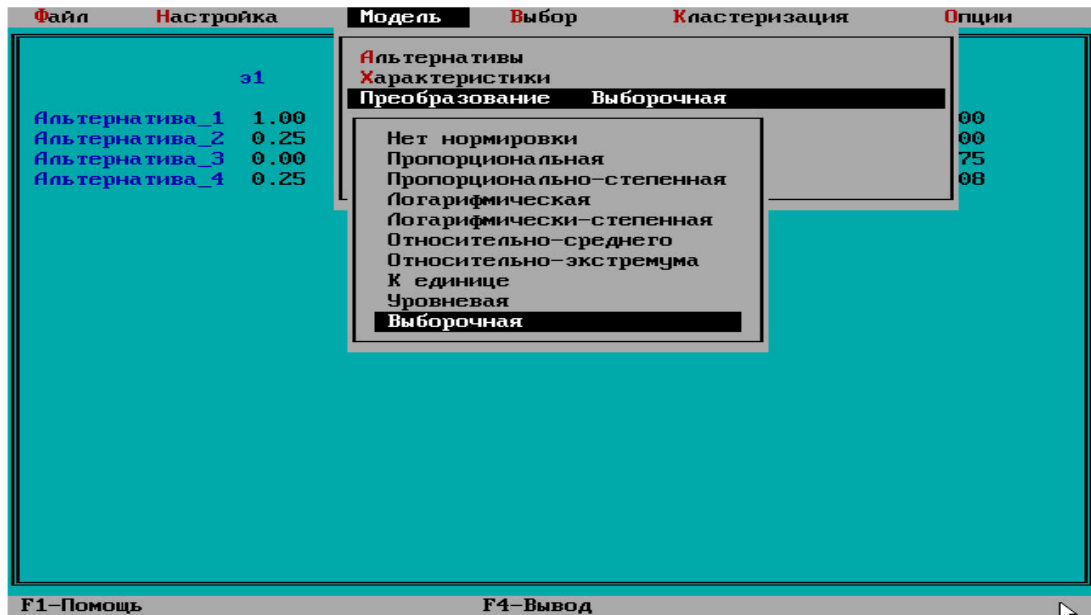 Файл Настройка Модель Выбор Кластеризация Опции
Альтернативы
э1 Характеристики
Преобразование Выборочная
Альтернатива_1 1.00 00
Альтернатива_2 0.25 Нет нормировки 00
Альтернатива_3 0.00 Пропорциональная 75
Альтернатива_4 0.25 Пропорционально-степенная 08
Логарифмическая
Логарифмически-степенная
Относительно-среднего
Относительно-экстремума
К единице
Уровневая
Выборочная
F1-Помощь F4-Вывод